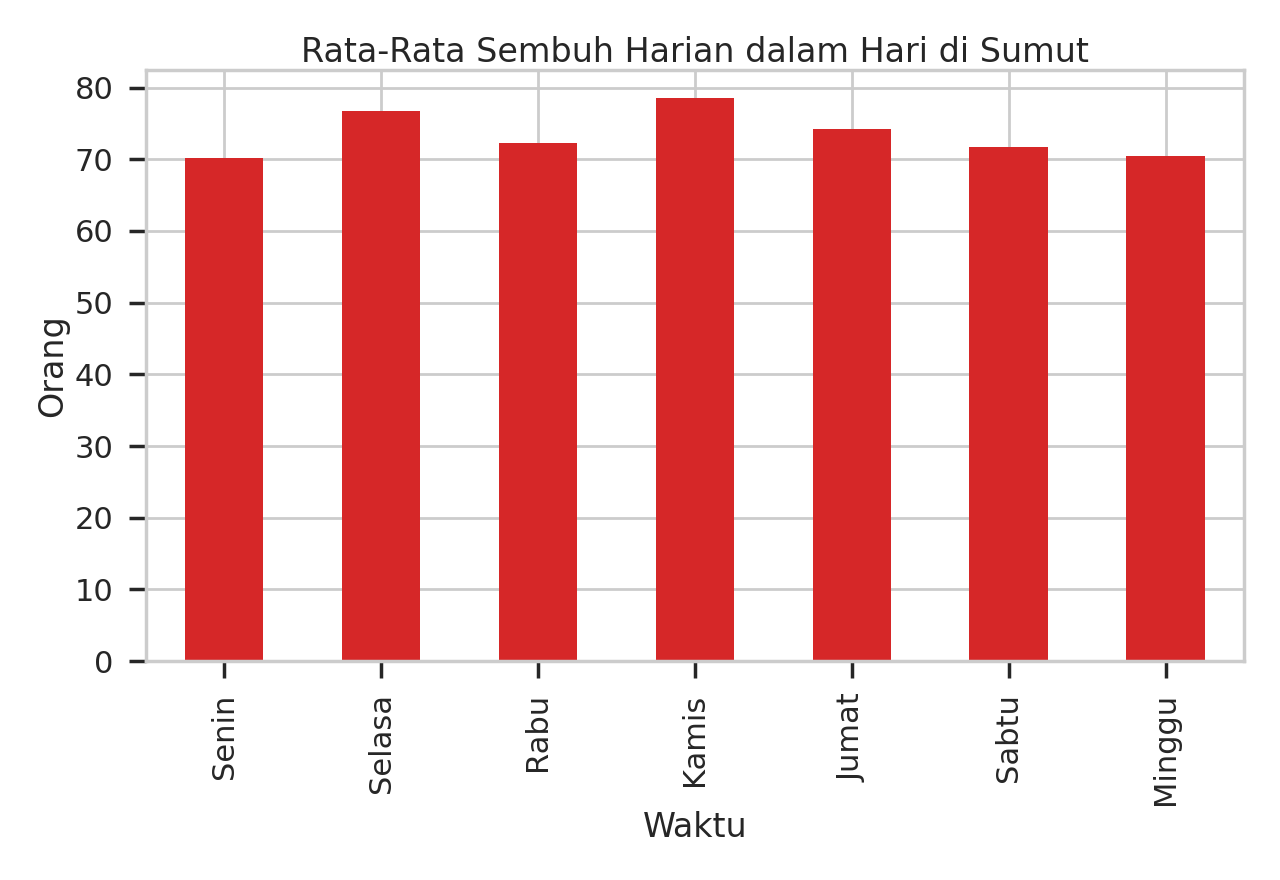 Rata-Rata Sembuh Harian dalam Hari di Sumut
80
70
60
50
40
30
20
10
0
Orang
Senin
Selasa
Rabu
Kamis
Jumat
Sabtu
Minggu
Waktu